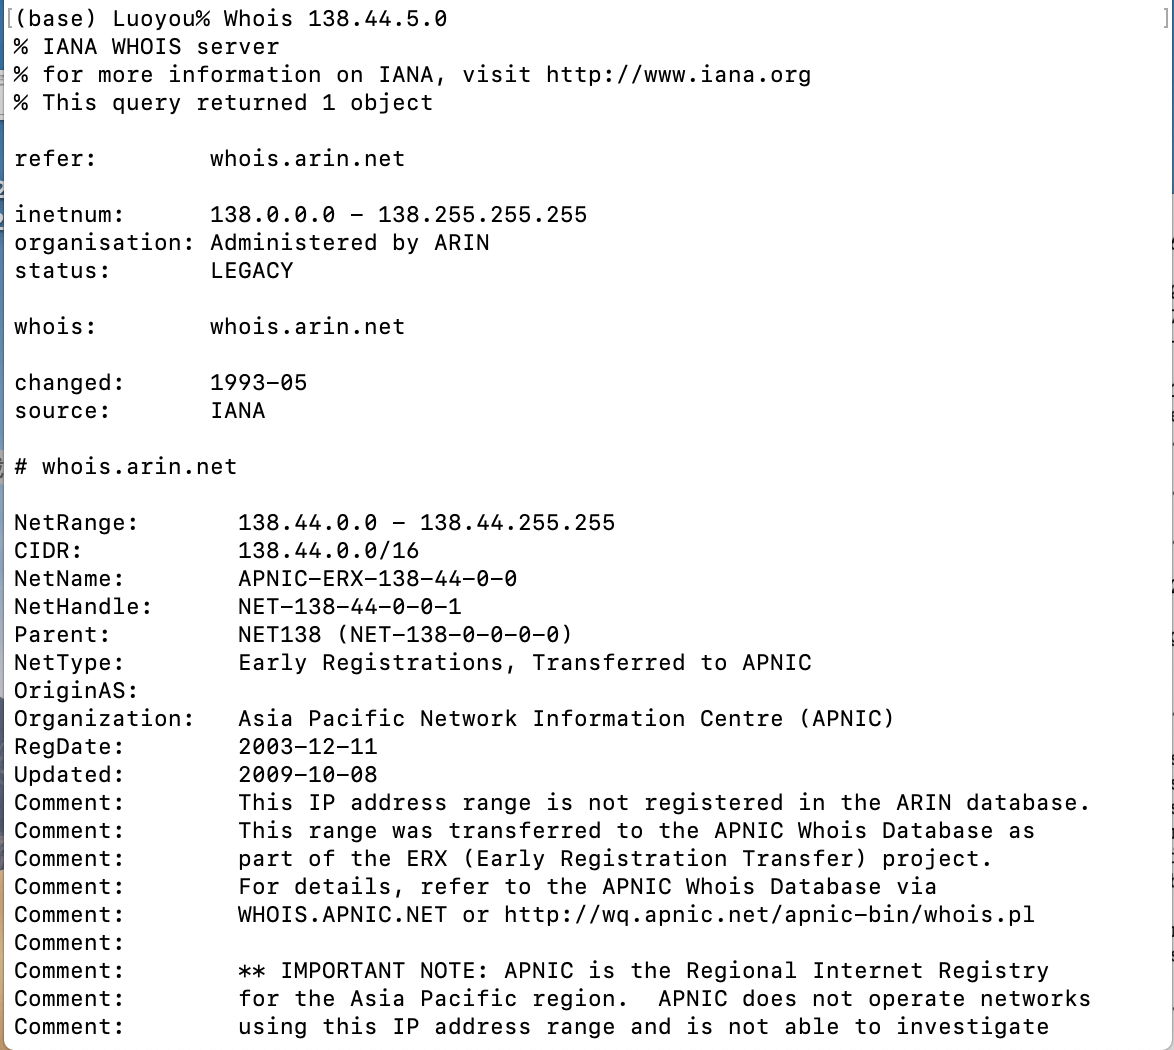 [(base) Luoyou% Whois 138.44.5.0 ]
% IANA WHOIS server
% for more information on IANA, visit http://www.iana.org
% This query returned 1 object

refer:        whois.arin.net

inetnum:      138.0.0.0 - 138.255.255.255
organisation: Administered by ARIN
status:       LEGACY

whois:        whois.arin.net

changed:      1993-05
source:       IANA

# whois.arin.net

NetRange:       138.44.0.0 - 138.44.255.255
CIDR:           138.44.0.0/16
NetName:        APNIC-ERX-138-44-0-0
NetHandle:      NET-138-44-0-0-1
Parent:         NET138 (NET-138-0-0-0-0)
NetType:        Early Registrations, Transferred to APNIC
OriginAS:
Organization:   Asia Pacific Network Information Centre (APNIC)
RegDate:        2003-12-11
Updated:        2009-10-08
Comment:        This IP address range is not registered in the ARIN database.
Comment:        This range was transferred to the APNIC Whois Database as
Comment:        part of the ERX (Early Registration Transfer) project.
Comment:        For details, refer to the APNIC Whois Database via
Comment:        WHOIS.APNIC.NET or http://wq.apnic.net/apnic-bin/whois.pl
Comment:
Comment:        ** IMPORTANT NOTE: APNIC is the Regional Internet Registry
Comment:        for the Asia Pacific region.  APNIC does not operate networks
Comment:        using this IP address range and is not able to investigate